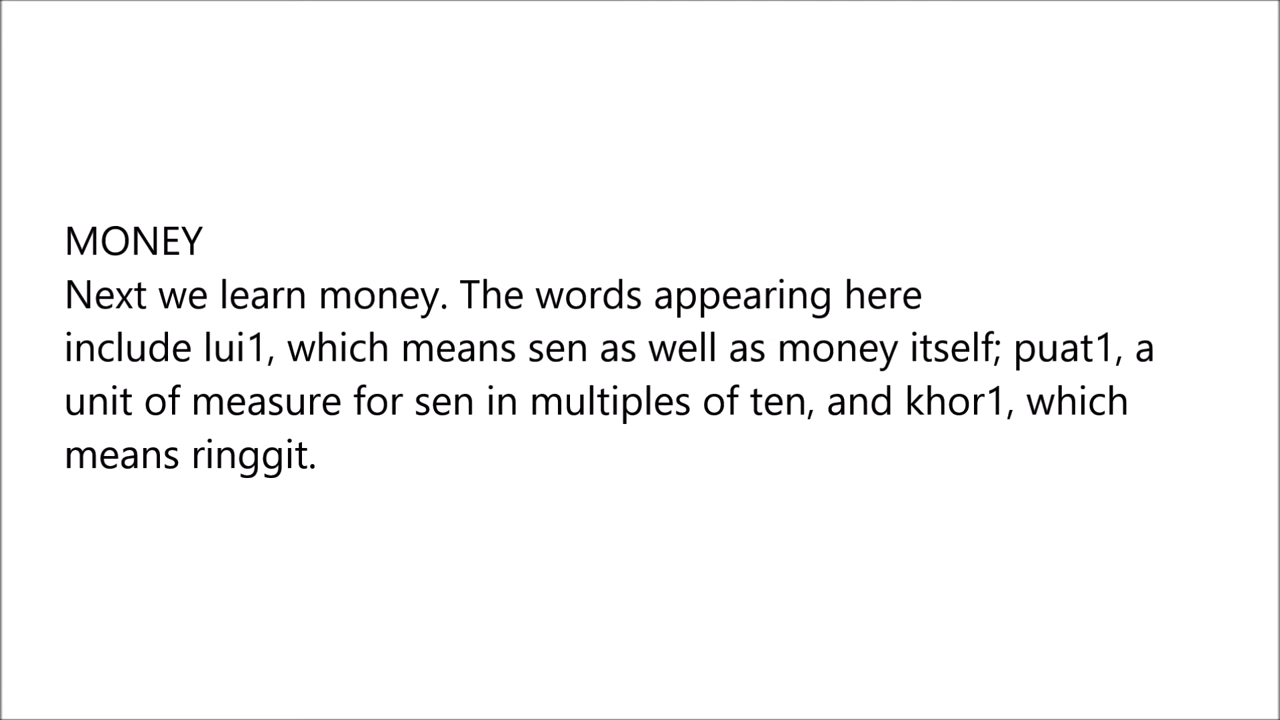 MONEY
Next we learn money. The words appearing here
include lui1, which means sen as well as money itself; puat1, a
unit of measure for sen in multiples of ten, and khor1, which
means ringgit.